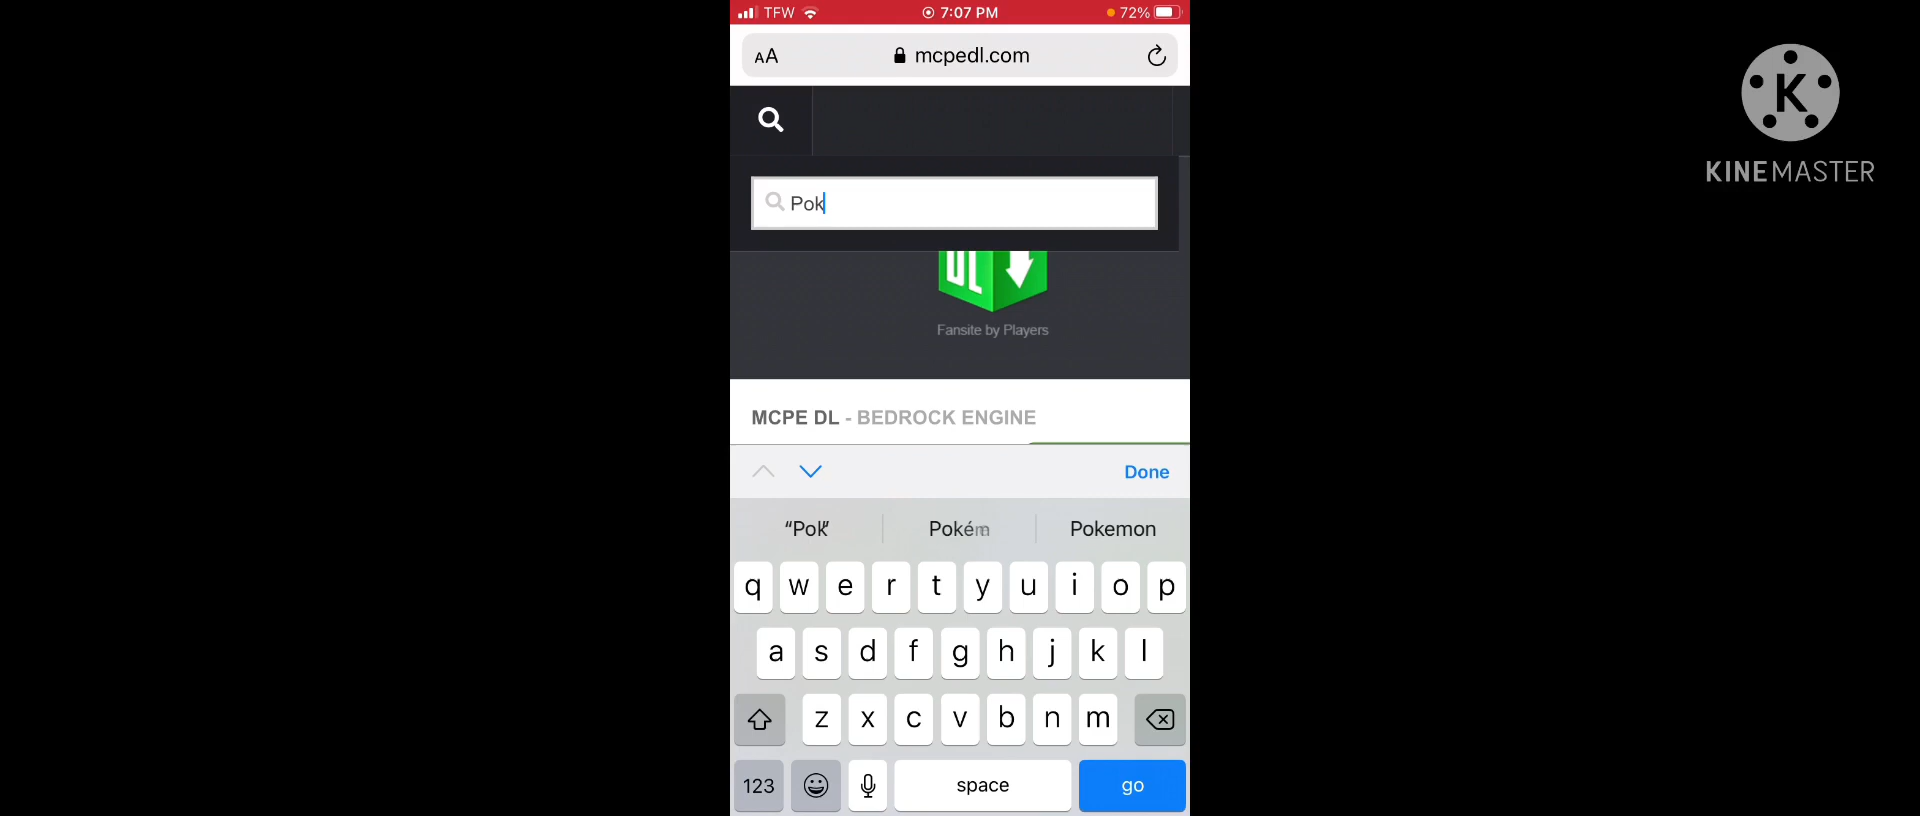 TFW 7:07 PM 72%
AA mcpedl.com
K
KINEMASTER
Pok
DL
Fansite by Players
MCPE DL - BEDROCK ENGINE
Done
“Pok” Pokém Pokemon
q w e r t y u i o p
a s d f g h j k l
z x c v b n m
123 space go